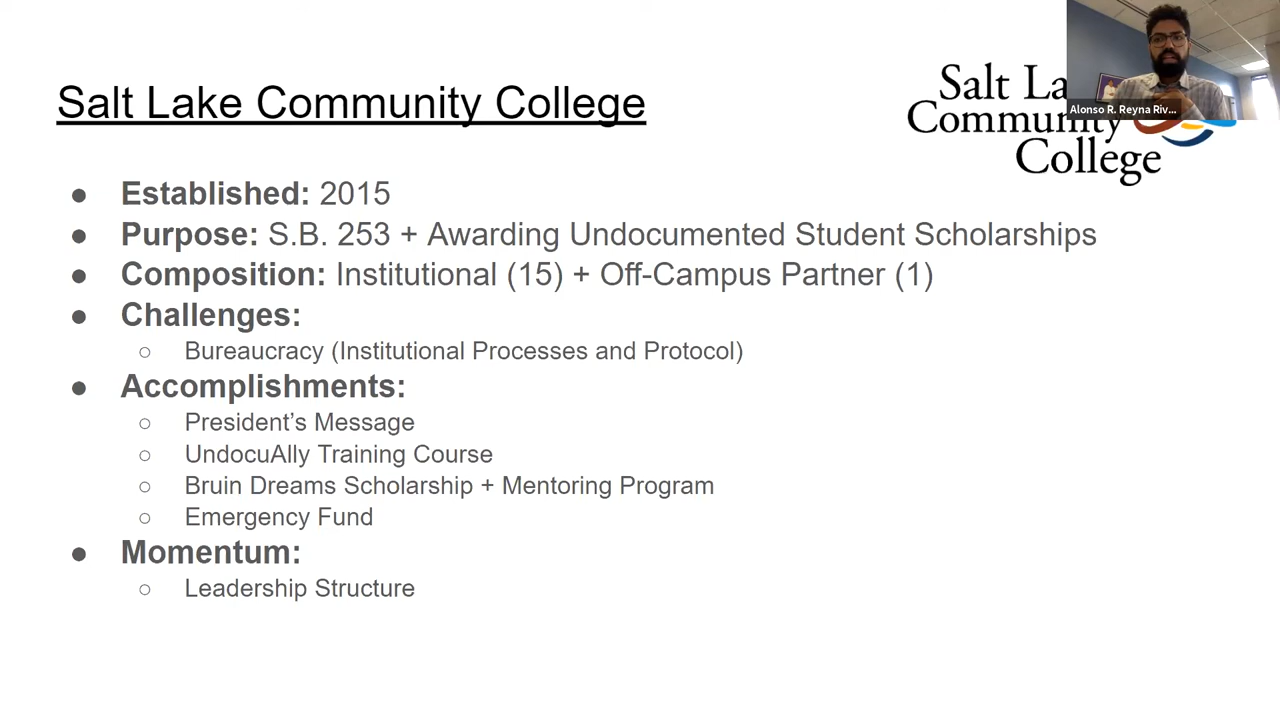 Salt Lake Community College
Salt La
Community
College
Alonso R. Reyna Riv...
● Established: 2015
● Purpose: S.B. 253 + Awarding Undocumented Student Scholarships
● Composition: Institutional (15) + Off-Campus Partner (1)
● Challenges:
○ Bureaucracy (Institutional Processes and Protocol)
● Accomplishments:
○ President’s Message
○ UndocuAlly Training Course
○ Bruin Dreams Scholarship + Mentoring Program
○ Emergency Fund
● Momentum:
○ Leadership Structure